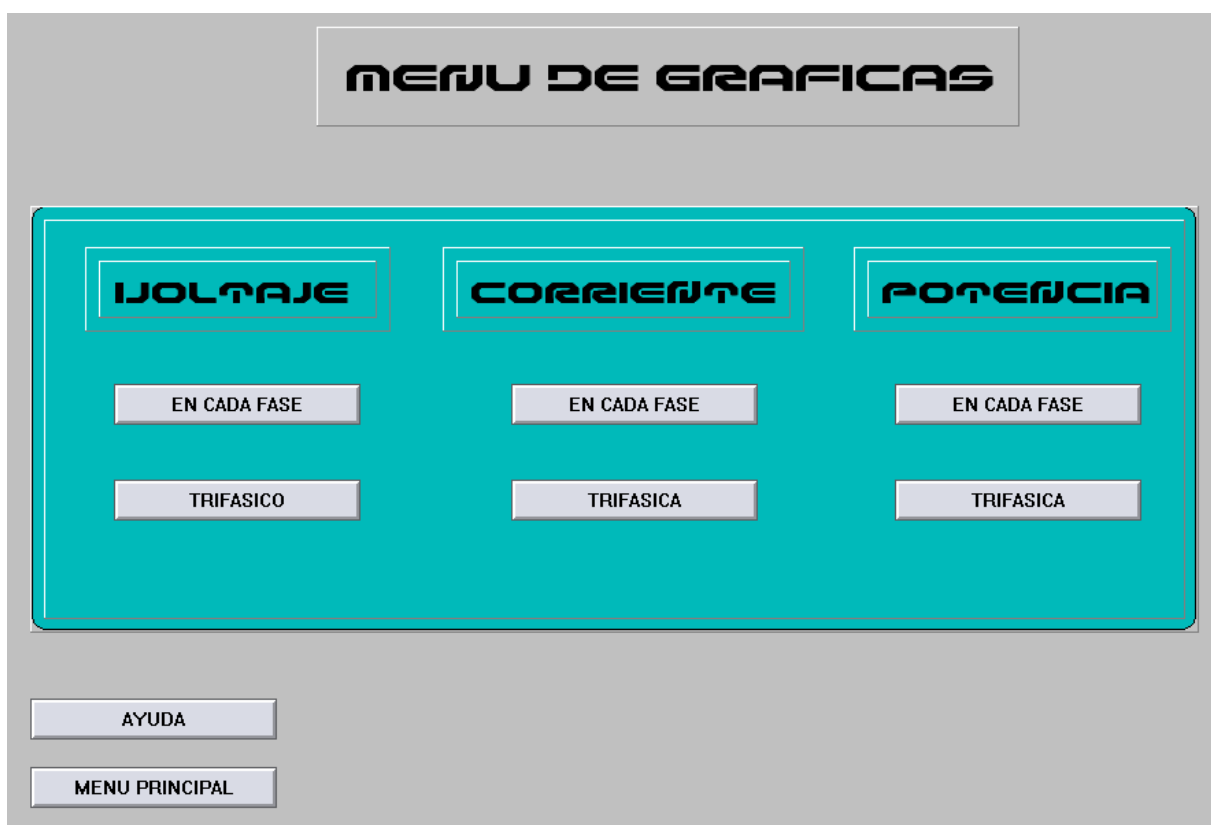 MENU DE GRAFICAS
VOLTAJE CORRIENTE POTENCIA
EN CADA FASE EN CADA FASE EN CADA FASE
TRIFASICO TRIFASICA TRIFASICA
AYUDA
MENU PRINCIPAL